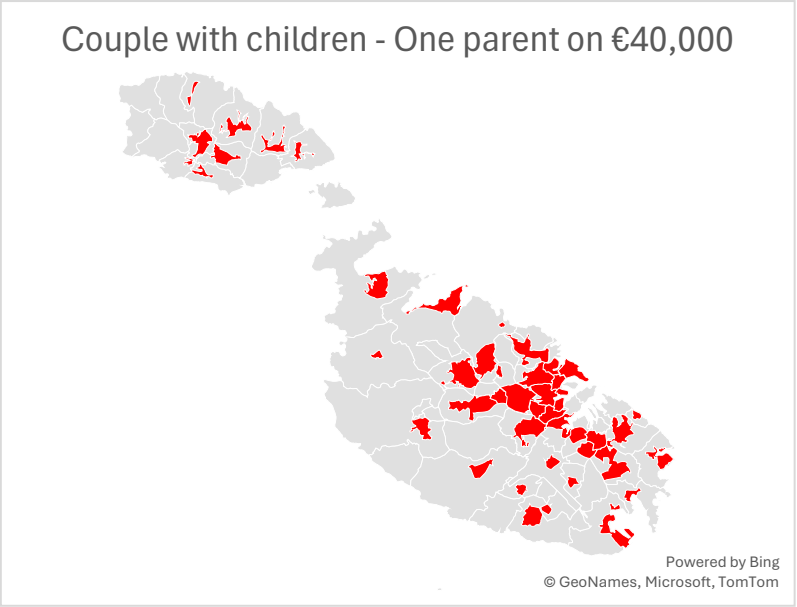 Couple with children - One parent on €40,000
Powered by Bing
© GeoNames, Microsoft, TomTom